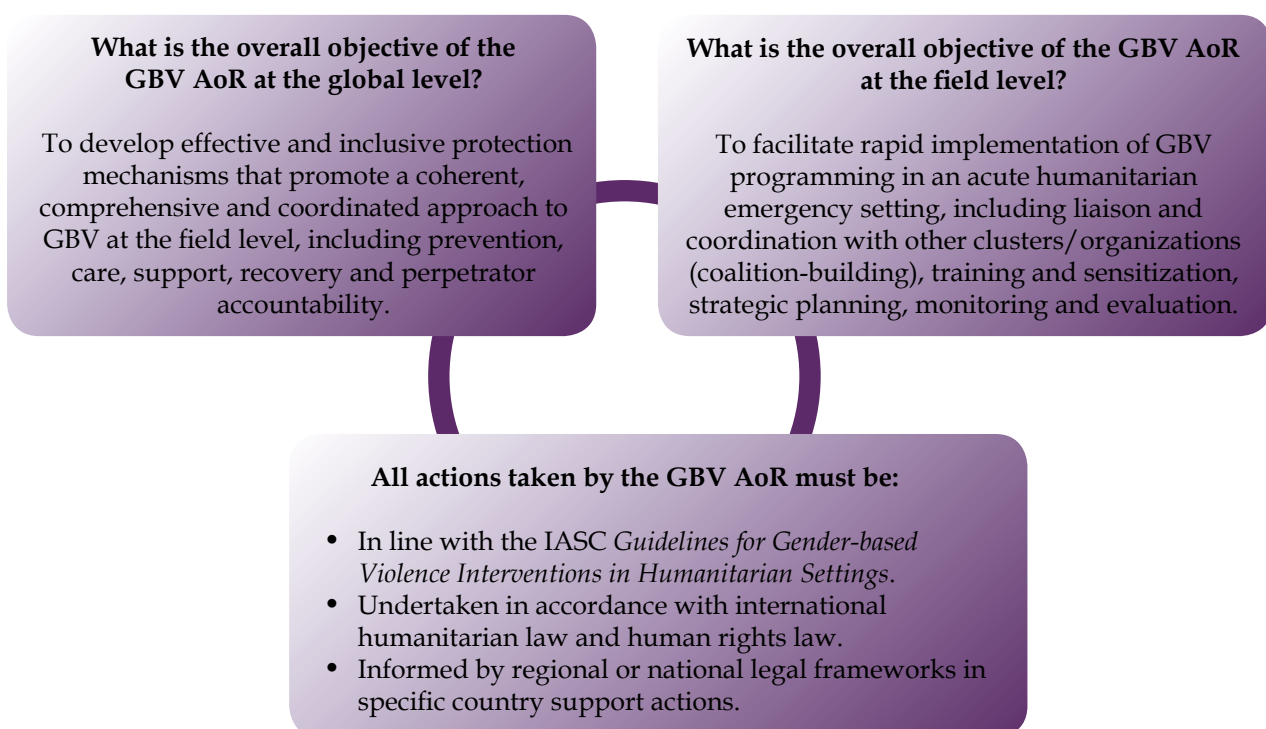 What is the overall objective of the
GBV AoR at the global level?
To develop effective and inclusive protection
mechanisms that promote a coherent,
comprehensive and coordinated approach to
GBV at the field level, including prevention,
care, support, recovery and perpetrator
accountability.
What is the overall objective of the GBV AoR
at the field level?
To facilitate rapid implementation of GBV
programming in an acute humanitarian
emergency setting, including liaison and
coordination with other clusters/organizations
(coalition-building), training and sensitization,
strategic planning, monitoring and evaluation.
All actions taken by the GBV AoR must be:
• In line with the IASC Guidelines for Gender-based
Violence Interventions in Humanitarian Settings.
• Undertaken in accordance with international
humanitarian law and human rights law.
• Informed by regional or national legal frameworks in
specific country support actions.